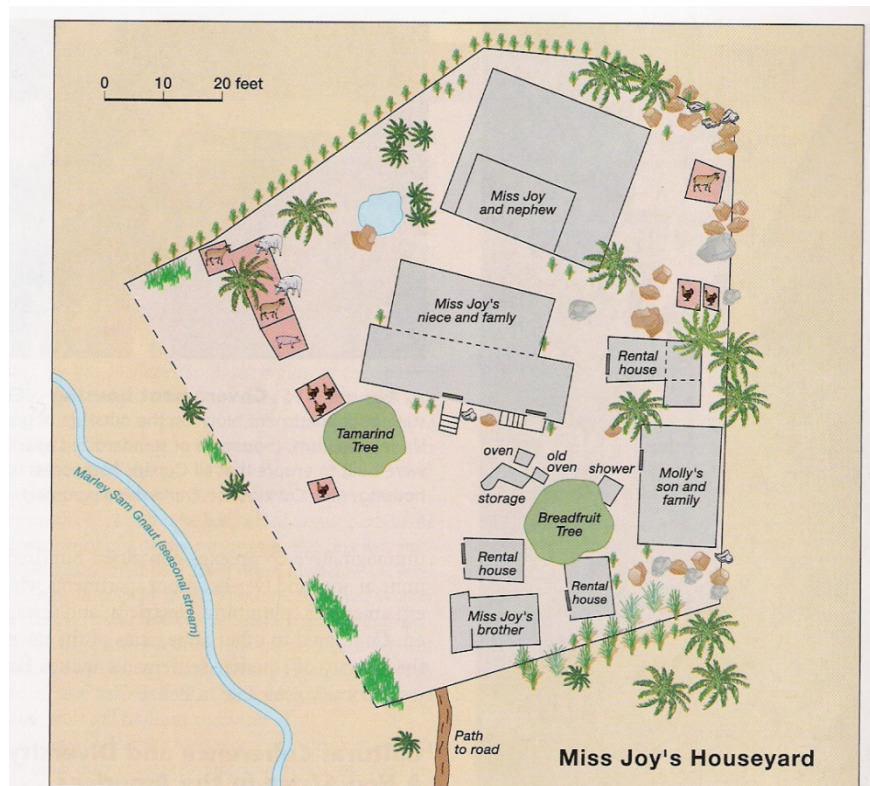 0 10 20 feet
Miss Joy
and nephew
Miss Joy's
niece and famly
Rental
house
Tamarind
Tree
oven
old
oven
shower
storage
Molly's
son and
family
Breadfruit
Tree
Marley Sam Gnaut (seasonal stream)
Rental
house
Rental
house
Miss Joy's
brother
Path
to road
Miss Joy's Houseyard